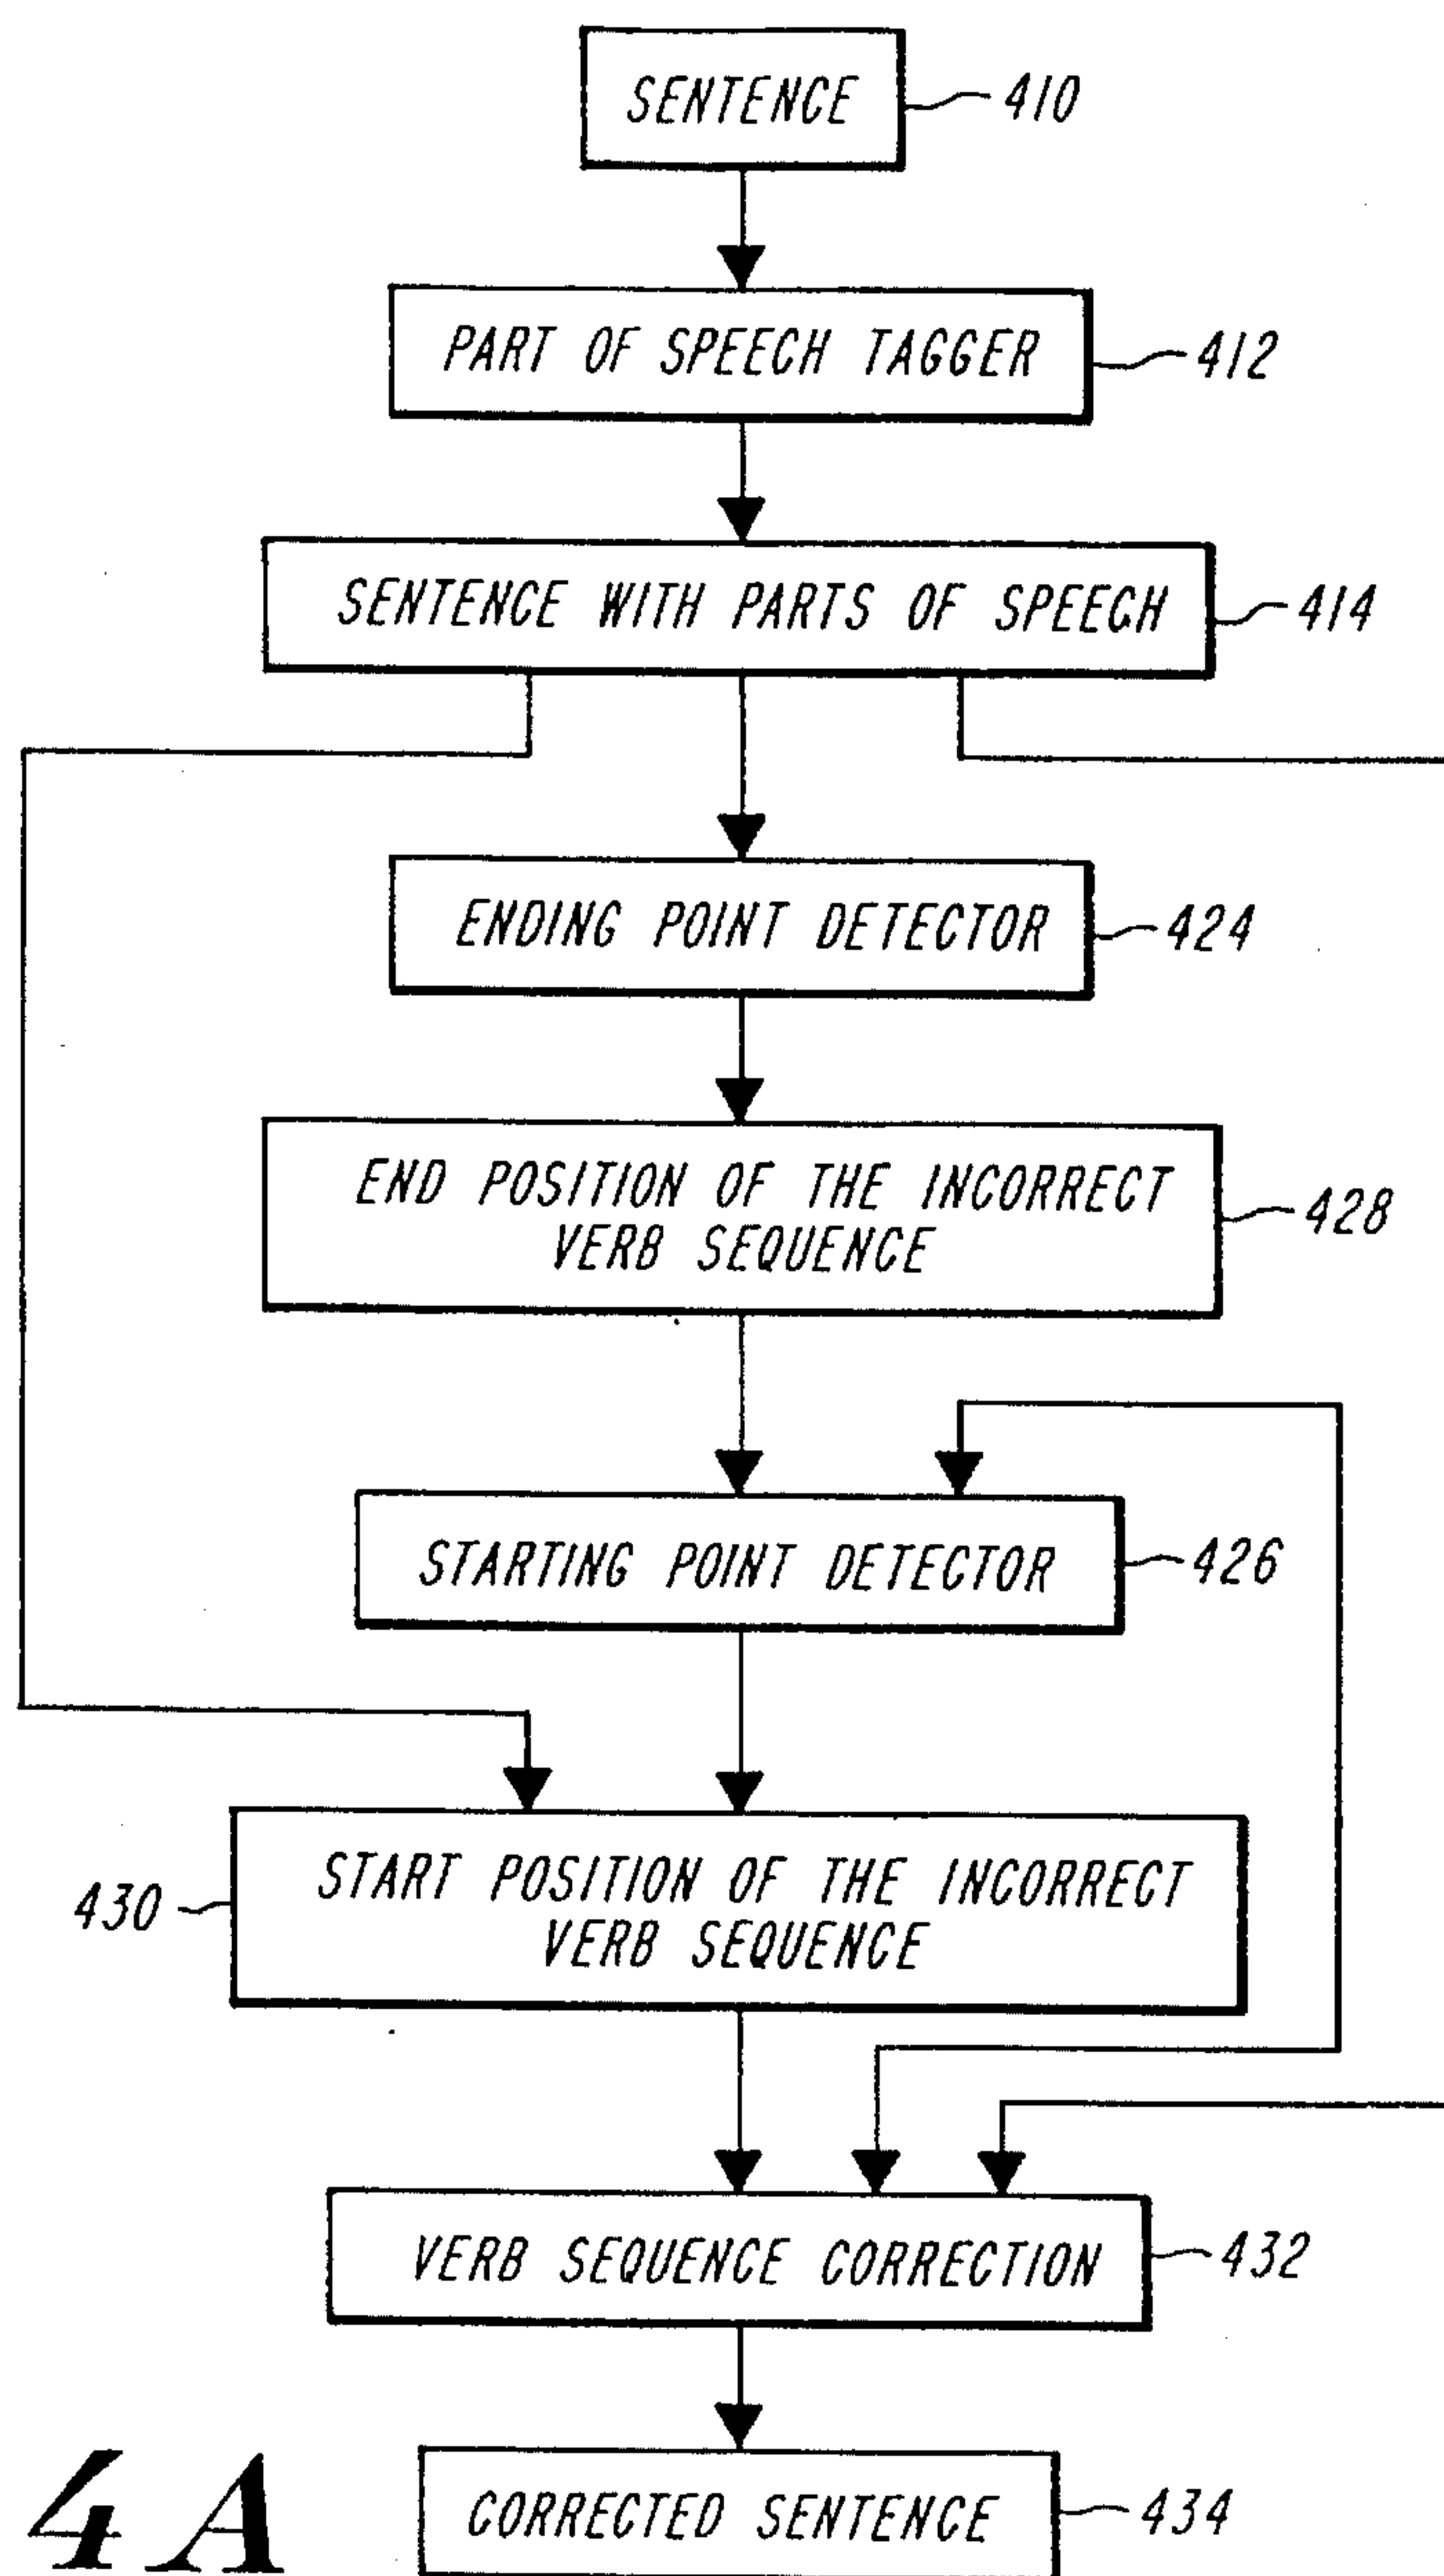 SENTENCE
410
PART OF SPEECH TAGGER
412
SENTENCE WITH PARTS OF SPEECH
414
ENDING POINT DETECTOR
424
END POSITION OF THE INCORRECT
VERB SEQUENCE
428
STARTING POINT DETECTOR
426
START POSITION OF THE INCORRECT
VERB SEQUENCE
430
VERB SEQUENCE CORRECTION
432
CORRECTED SENTENCE
434
4A